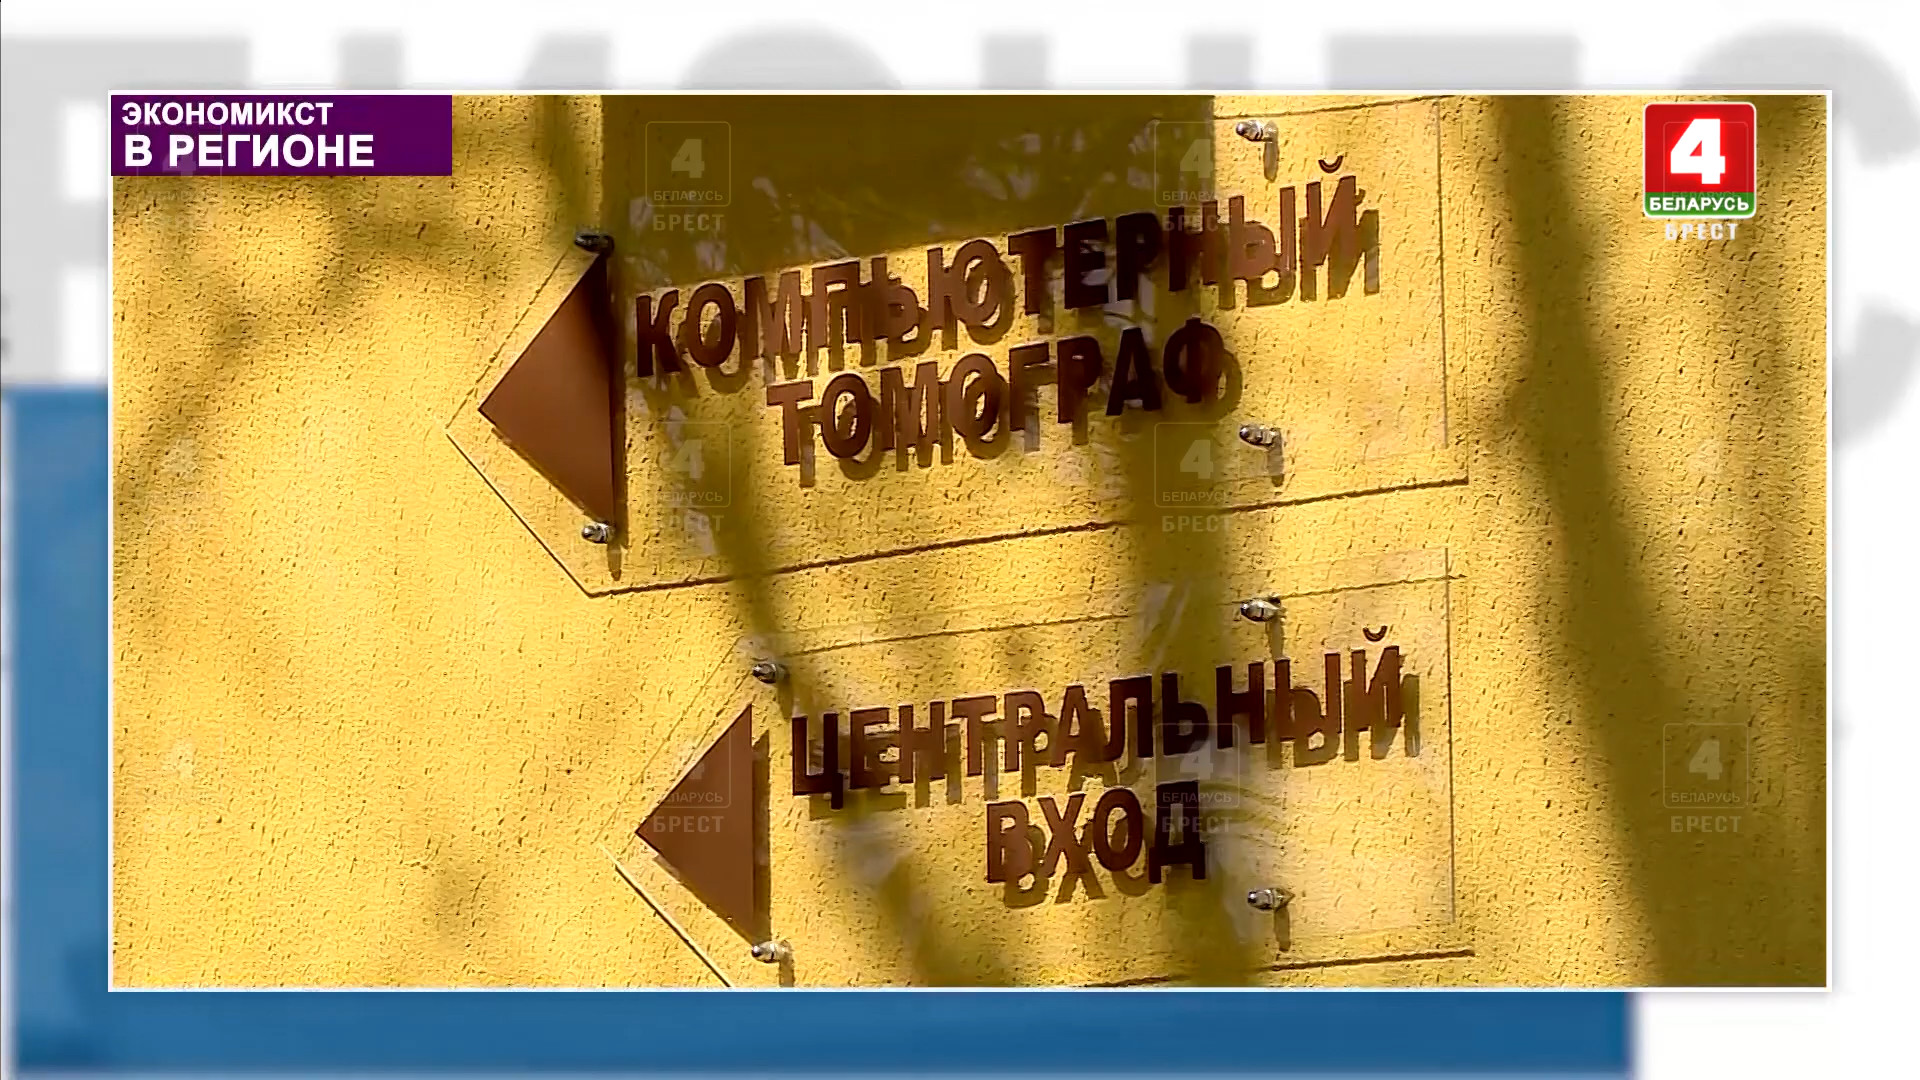 ЭКОНОМИКСТ
В РЕГИОНЕ
4
БЕЛАРУСЬ
БРЕСТ
КОМПЬЮТЕРНЫЙ
ТОМОГРАФ
ЦЕНТРАЛЬНЫЙ
ВХОД